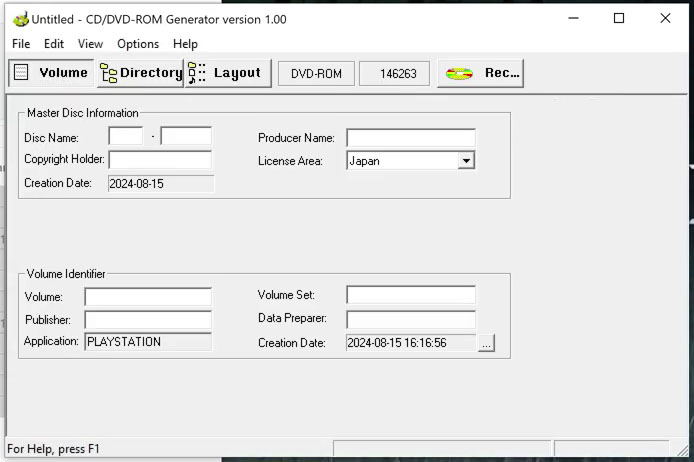 Untitled - CD/DVD-ROM Generator version 1.00
File Edit View Options Help
Volume Directory Layout DVD-ROM 146263 Rec...
Master Disc Information
Disc Name: - Producer Name:
Copyright Holder: License Area: Japan
Creation Date: 2024-08-15
Volume Identifier
Volume: Volume Set:
Publisher: Data Preparer:
Application: PLAYSTATION Creation Date: 2024-08-15 16:16:56 ...
For Help, press F1